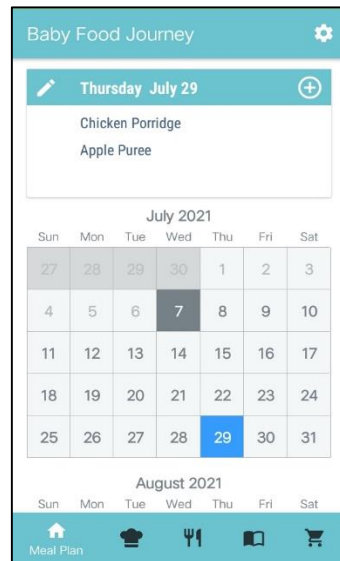 Baby Food Journey
Thursday July 29
Chicken Porridge
Apple Puree
July 2021
Sun Mon Tue Wed Thu Fri Sat
27 28 29 30 1 2 3
4 5 6 7 8 9 10
11 12 13 14 15 16 17
18 19 20 21 22 23 24
25 26 27 28 29 30 31
August 2021
Sun Mon Tue Wed Thu Fri Sat
Meal Plan